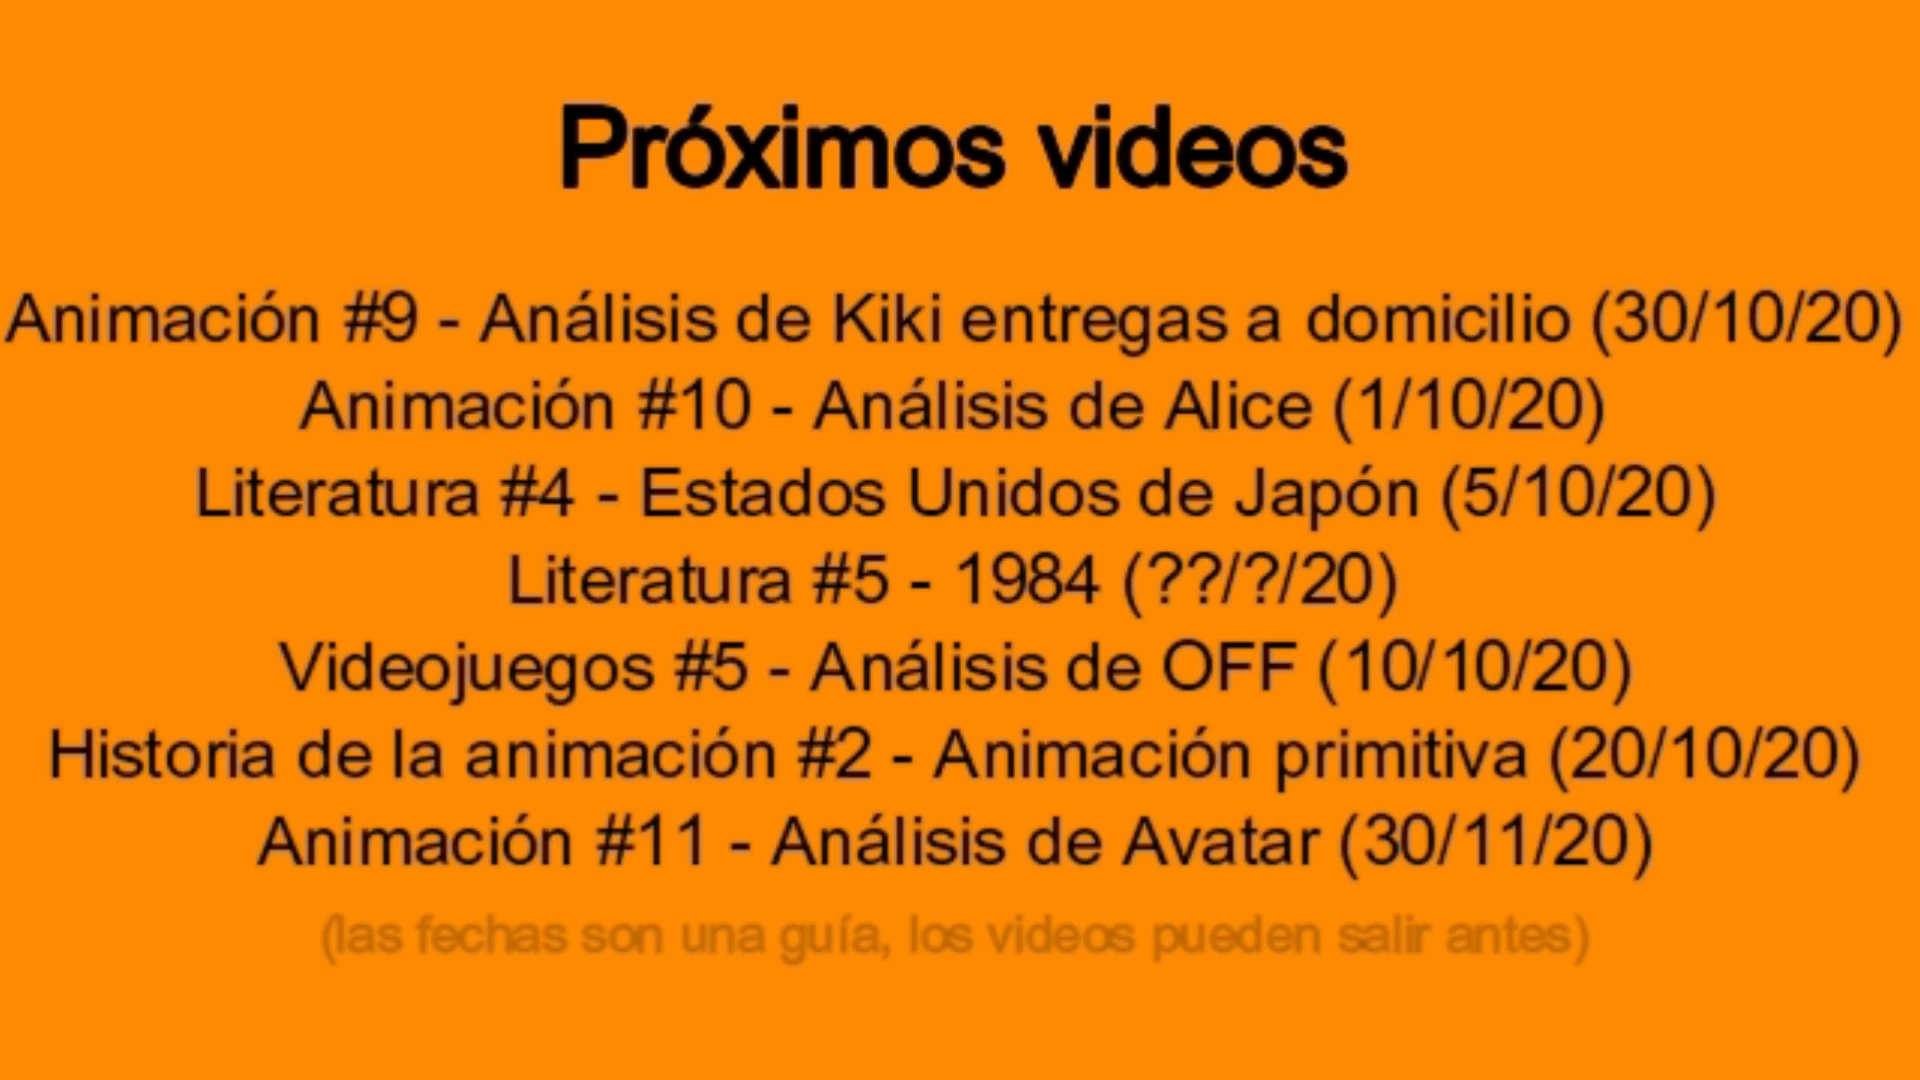 Próximos videos
Animación #9 - Análisis de Kiki entregas a domicilio (30/10/20)
Animación #10 - Análisis de Alice (1/10/20)
Literatura #4 - Estados Unidos de Japón (5/10/20)
Literatura #5 - 1984 (??/?/20)
Videojuegos #5 - Análisis de OFF (10/10/20)
Historia de la animación #2 - Animación primitiva (20/10/20)
Animación #11 - Análisis de Avatar (30/11/20)
(las fechas son una guía, los videos pueden salir antes)